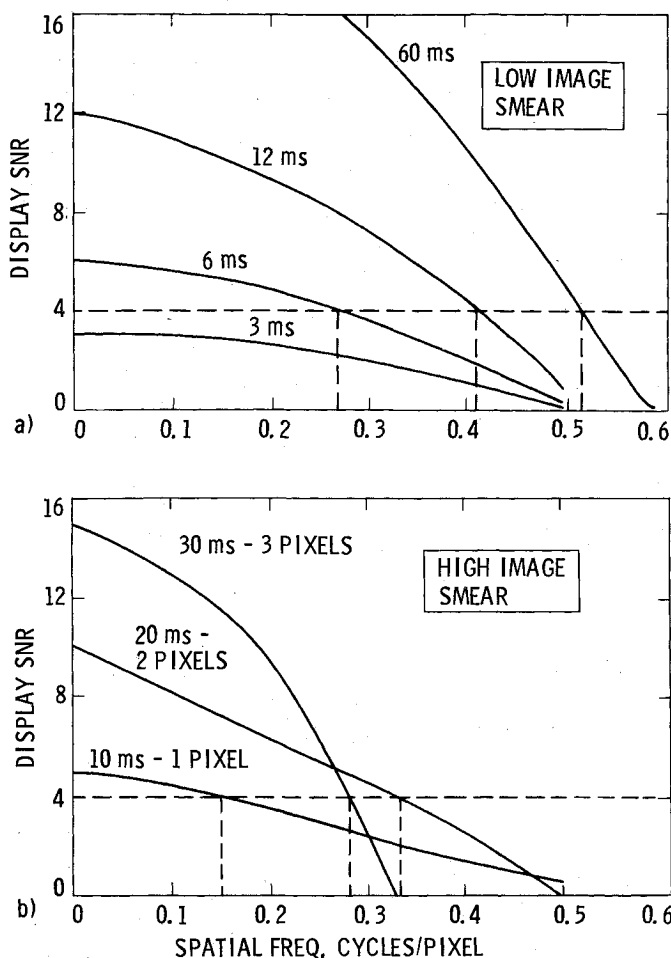 16
12
8
4
0
DISPLAY SNR
60 ms
LOW IMAGE
SMEAR
12 ms
6 ms
3 ms
a)
0 0.1 0.2 0.3 0.4 0.5 0.6
16
12
8
4
0
DISPLAY SNR
30 ms - 3 PIXELS
HIGH IMAGE
SMEAR
20 ms -
2 PIXELS
10 ms - 1 PIXEL
b)
0 0.1 0.2 0.3 0.4 0.5 0.6
SPATIAL FREQ, CYCLES/PIXEL